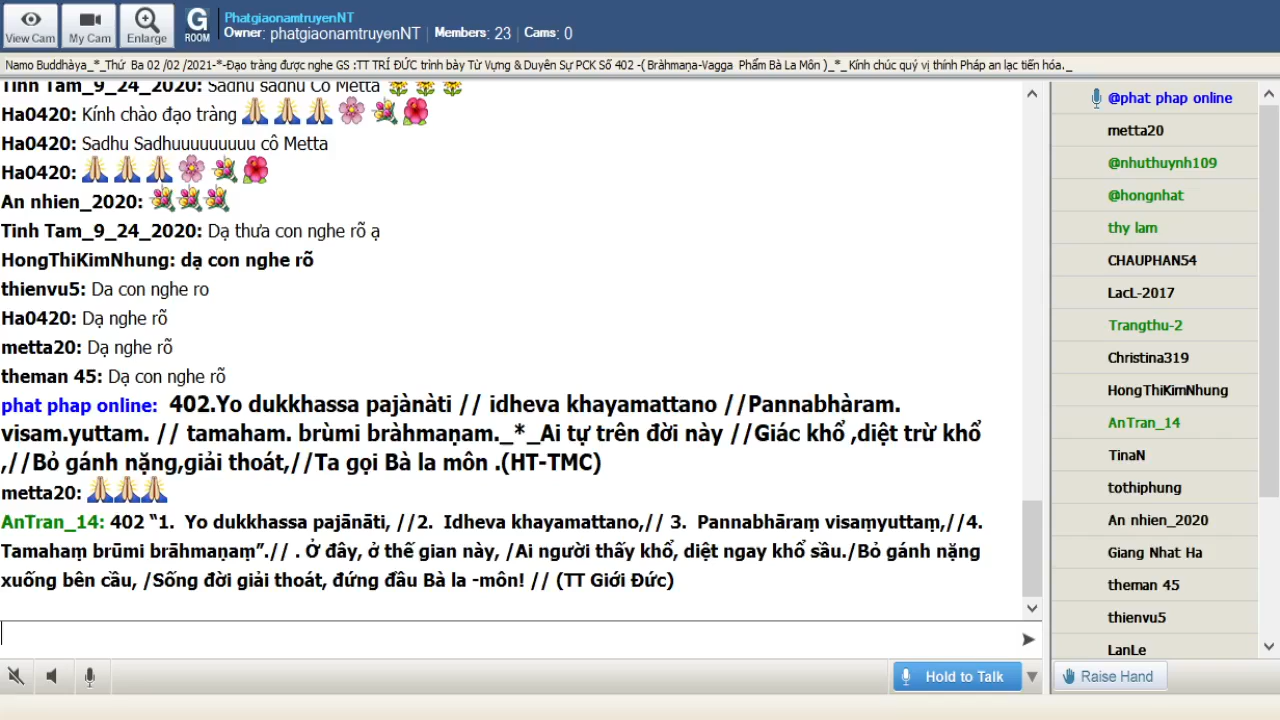 View Cam
My Cam
Enlarge
G
ROOM
PhatgiaonamtruyenNT
Owner: phatgiaonamtruyenNT | Members: 23 | Cams: 0
Namo Buddhàya_*_Thứ Ba 02 /02 /2021-*-Đạo tràng được nghe GS :TT TRÍ ĐỨC trình bày Từ Vựng & Duyên Sự PCK Số 402 -( Bràhmaṇa-Vagga Phẩm Bà La Môn )_*_ Kính chúc quý vị thính Pháp an lạc tiến hóa._
Tinh Tam_9_24_2020: Sadhu sadhu Cô Metta
Ha0420: Kính chào đạo tràng
Ha0420: Sadhu Sadhuuuuuuuuu cô Metta
Ha0420:
An nhien_2020:
Tinh Tam_9_24_2020: Dạ thưa con nghe rõ ạ
HongThiKimNhung: dạ con nghe rõ
thienvu5: Da con nghe ro
Ha0420: Dạ nghe rõ
metta20: Dạ nghe rõ
theman 45: Dạ con nghe rõ
phat phap online: 402.Yo dukkhassa pajànàti // idheva khayamattano //Pannabhàram.
visam.yuttam. // tamaham. brùmi bràhmaṇam._*_Ai tự trên đời này //Giác khổ ,diệt trừ khổ
,//Bỏ gánh nặng,giải thoát,//Ta gọi Bà la môn .(HT-TMC)
metta20:
AnTran_14: 402 “1. Yo dukkhassa pajānāti, //2. Idheva khayamattano,// 3. Pannabhāraṃ visaṃyuttaṃ,//4.
Tamahaṃ brūmi brāhmaṇaṃ”.// . Ở đây, ở thế gian này, /Ai người thấy khổ, diệt ngay khổ sầu./Bỏ gánh nặng
xuống bên cầu, /Sống đời giải thoát, đứng đầu Bà la -môn! // (TT Giới Đức)
Hold to Talk
@phat phap online
metta20
@nhuthuynh109
@hongnhat
thy lam
CHAUPHAN54
LacL-2017
Trangthu-2
Christina319
HongThiKimNhung
AnTran_14
TinaN
tothiphung
An nhien_2020
Giang Nhat Ha
theman 45
thienvu5
LanLe
Raise Hand